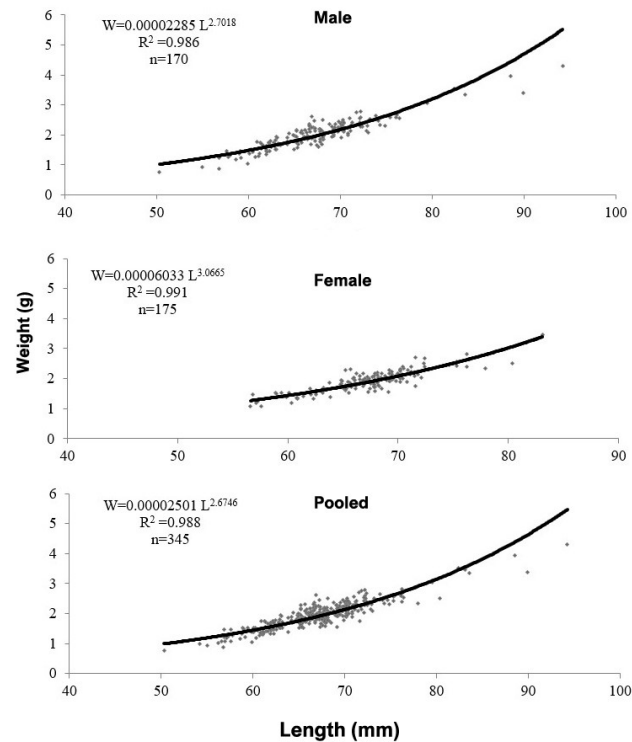 Male
W=0.00002285 L^2.7018
R² =0.986
n=170
6
5
4
3
2
1
0
40 50 60 70 80 90 100
Female
W=0.00006033 L^3.0665
R² =0.991
n=175
6
5
4
3
2
1
0
40 50 60 70 80 90
Weight (g)
Pooled
W=0.00002501 L^2.6746
R² =0.988
n=345
6
5
4
3
2
1
0
40 50 60 70 80 90 100
Length (mm)